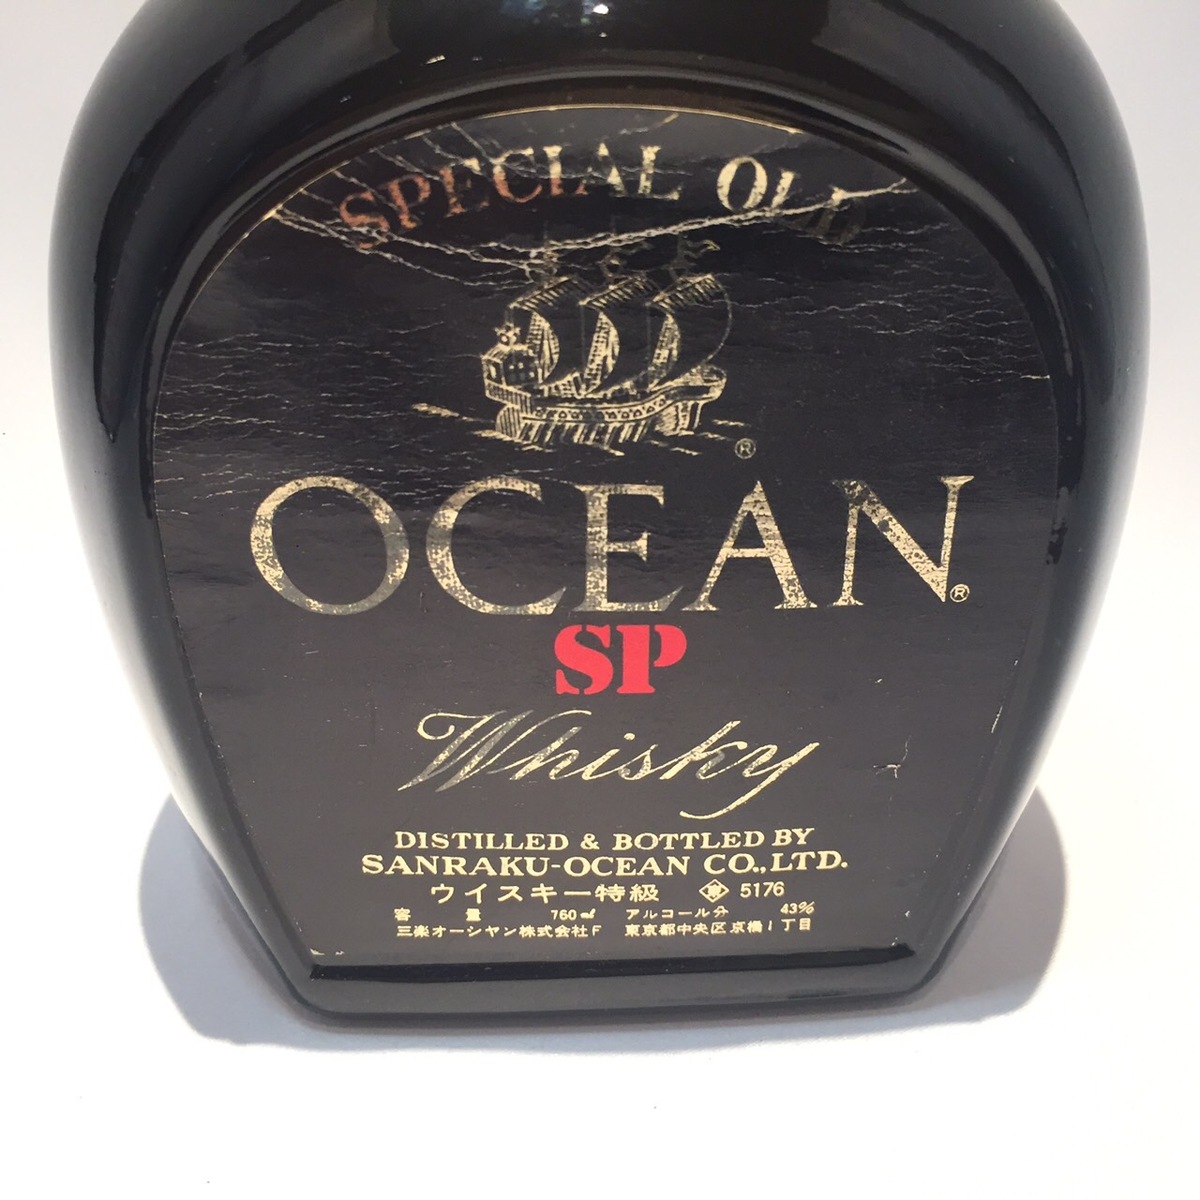 SPECIAL OLD
®
OCEAN®
SP
Whisky
DISTILLED & BOTTLED BY
SANRAKU-OCEAN CO.,LTD.
ウイスキー特級 東 5176
容量 760㎖ アルコール分 43%
三楽オーシャン株式会社F 東京都中央区京橋1丁目